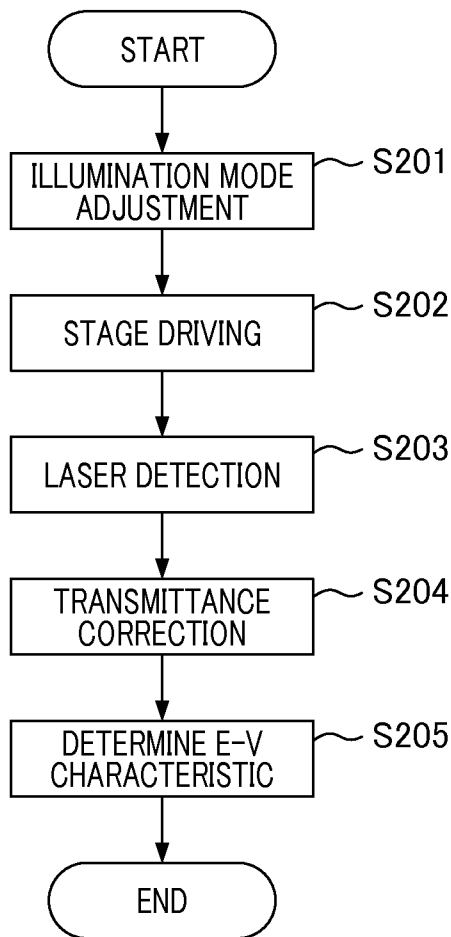 START
ILLUMINATION MODE
ADJUSTMENT
S201
STAGE DRIVING
S202
LASER DETECTION
S203
TRANSMITTANCE
CORRECTION
S204
DETERMINE E-V
CHARACTERISTIC
S205
END